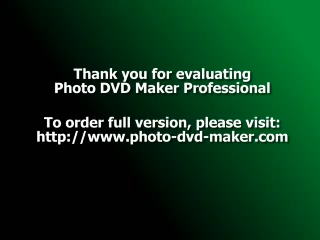 Thank you for evaluating
Photo DVD Maker Professional
To order full version, please visit:
http://www.photo-dvd-maker.com